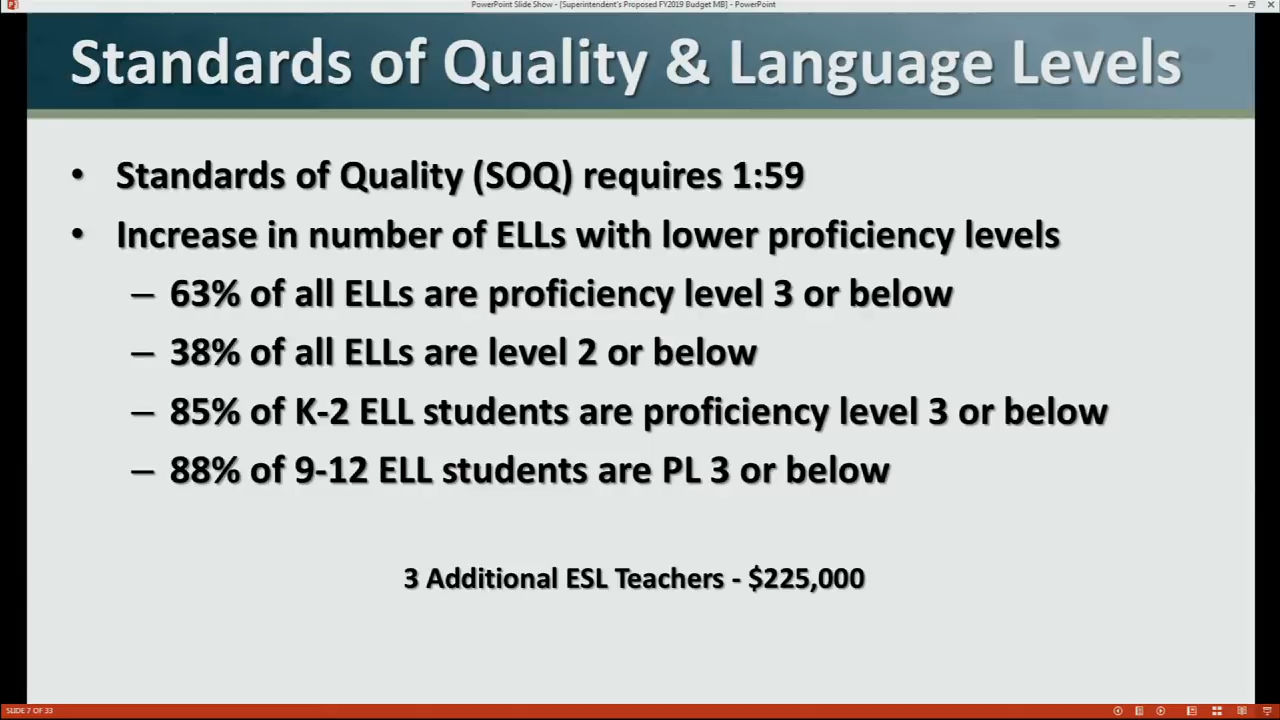 PowerPoint Slide Show - [Superintendent's Proposed FY2019 Budget MB] - PowerPoint
Standards of Quality & Language Levels
• Standards of Quality (SOQ) requires 1:59
• Increase in number of ELLs with lower proficiency levels
– 63% of all ELLs are proficiency level 3 or below
– 38% of all ELLs are level 2 or below
– 85% of K-2 ELL students are proficiency level 3 or below
– 88% of 9-12 ELL students are PL 3 or below
3 Additional ESL Teachers - $225,000
SLIDE 7 OF 33